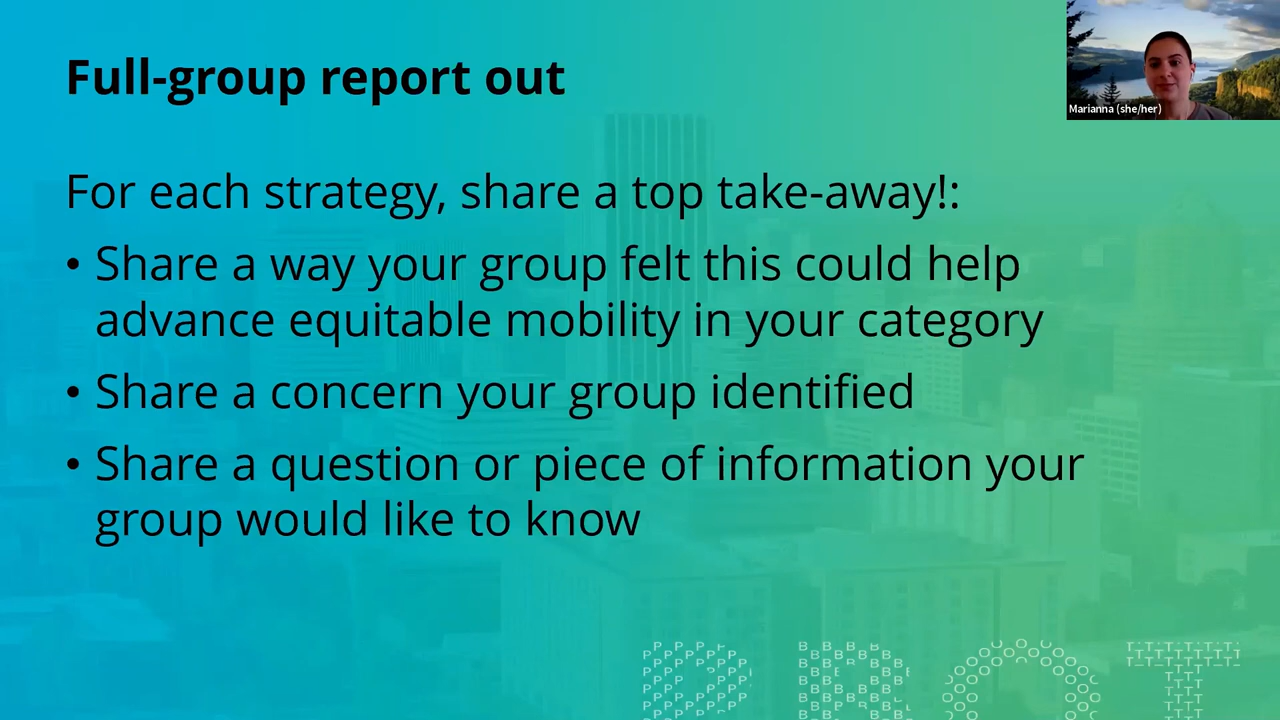 Full-group report out
Marianna (she/her)
For each strategy, share a top take-away!:
• Share a way your group felt this could help
advance equitable mobility in your category
• Share a concern your group identified
• Share a question or piece of information your
group would like to know
PBOT